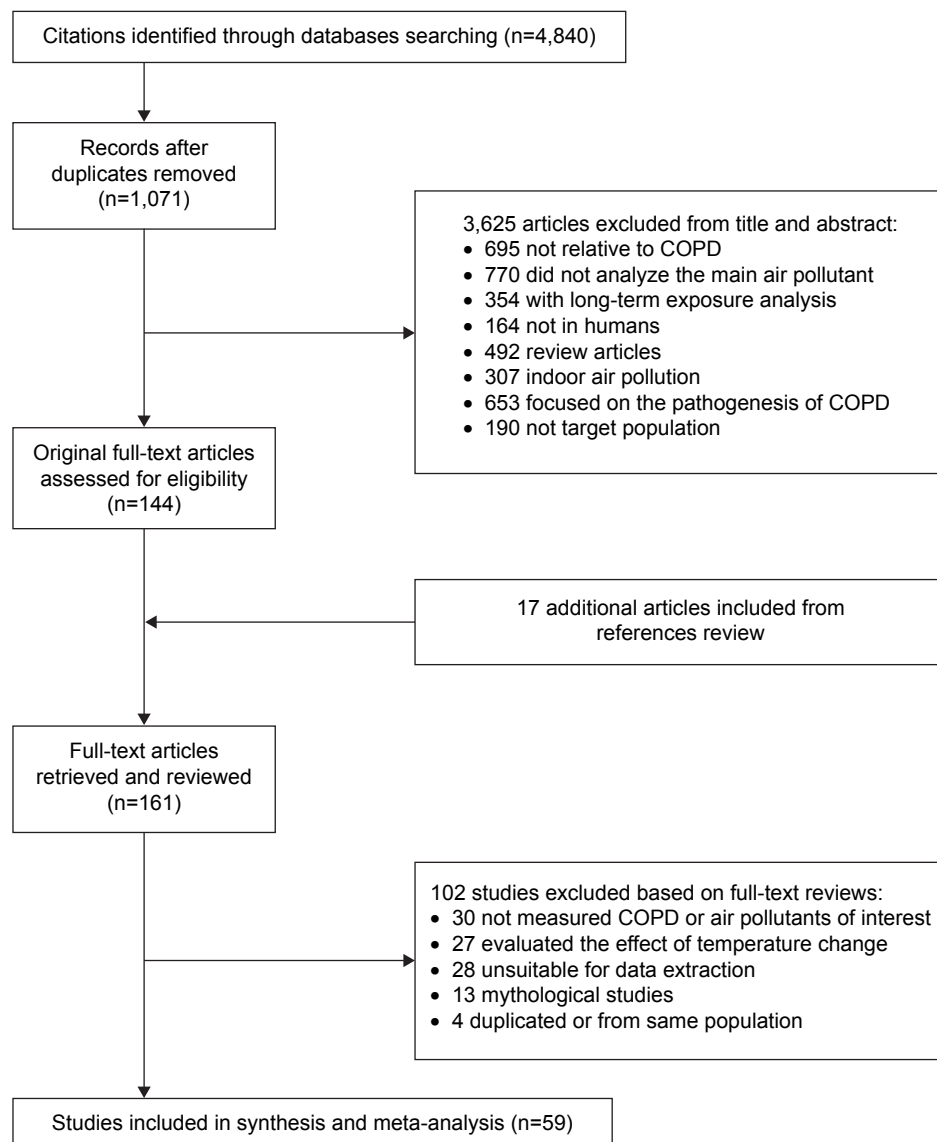 Citations identified through databases searching (n=4,840)
Records after
duplicates removed
(n=1,071)
3,625 articles excluded from title and abstract:
• 695 not relative to COPD
• 770 did not analyze the main air pollutant
• 354 with long-term exposure analysis
• 164 not in humans
• 492 review articles
• 307 indoor air pollution
• 653 focused on the pathogenesis of COPD
• 190 not target population
Original full-text articles
assessed for eligibility
(n=144)
17 additional articles included from
references review
Full-text articles
retrieved and reviewed
(n=161)
102 studies excluded based on full-text reviews:
• 30 not measured COPD or air pollutants of interest
• 27 evaluated the effect of temperature change
• 28 unsuitable for data extraction
• 13 mythological studies
• 4 duplicated or from same population
Studies included in synthesis and meta-analysis (n=59)